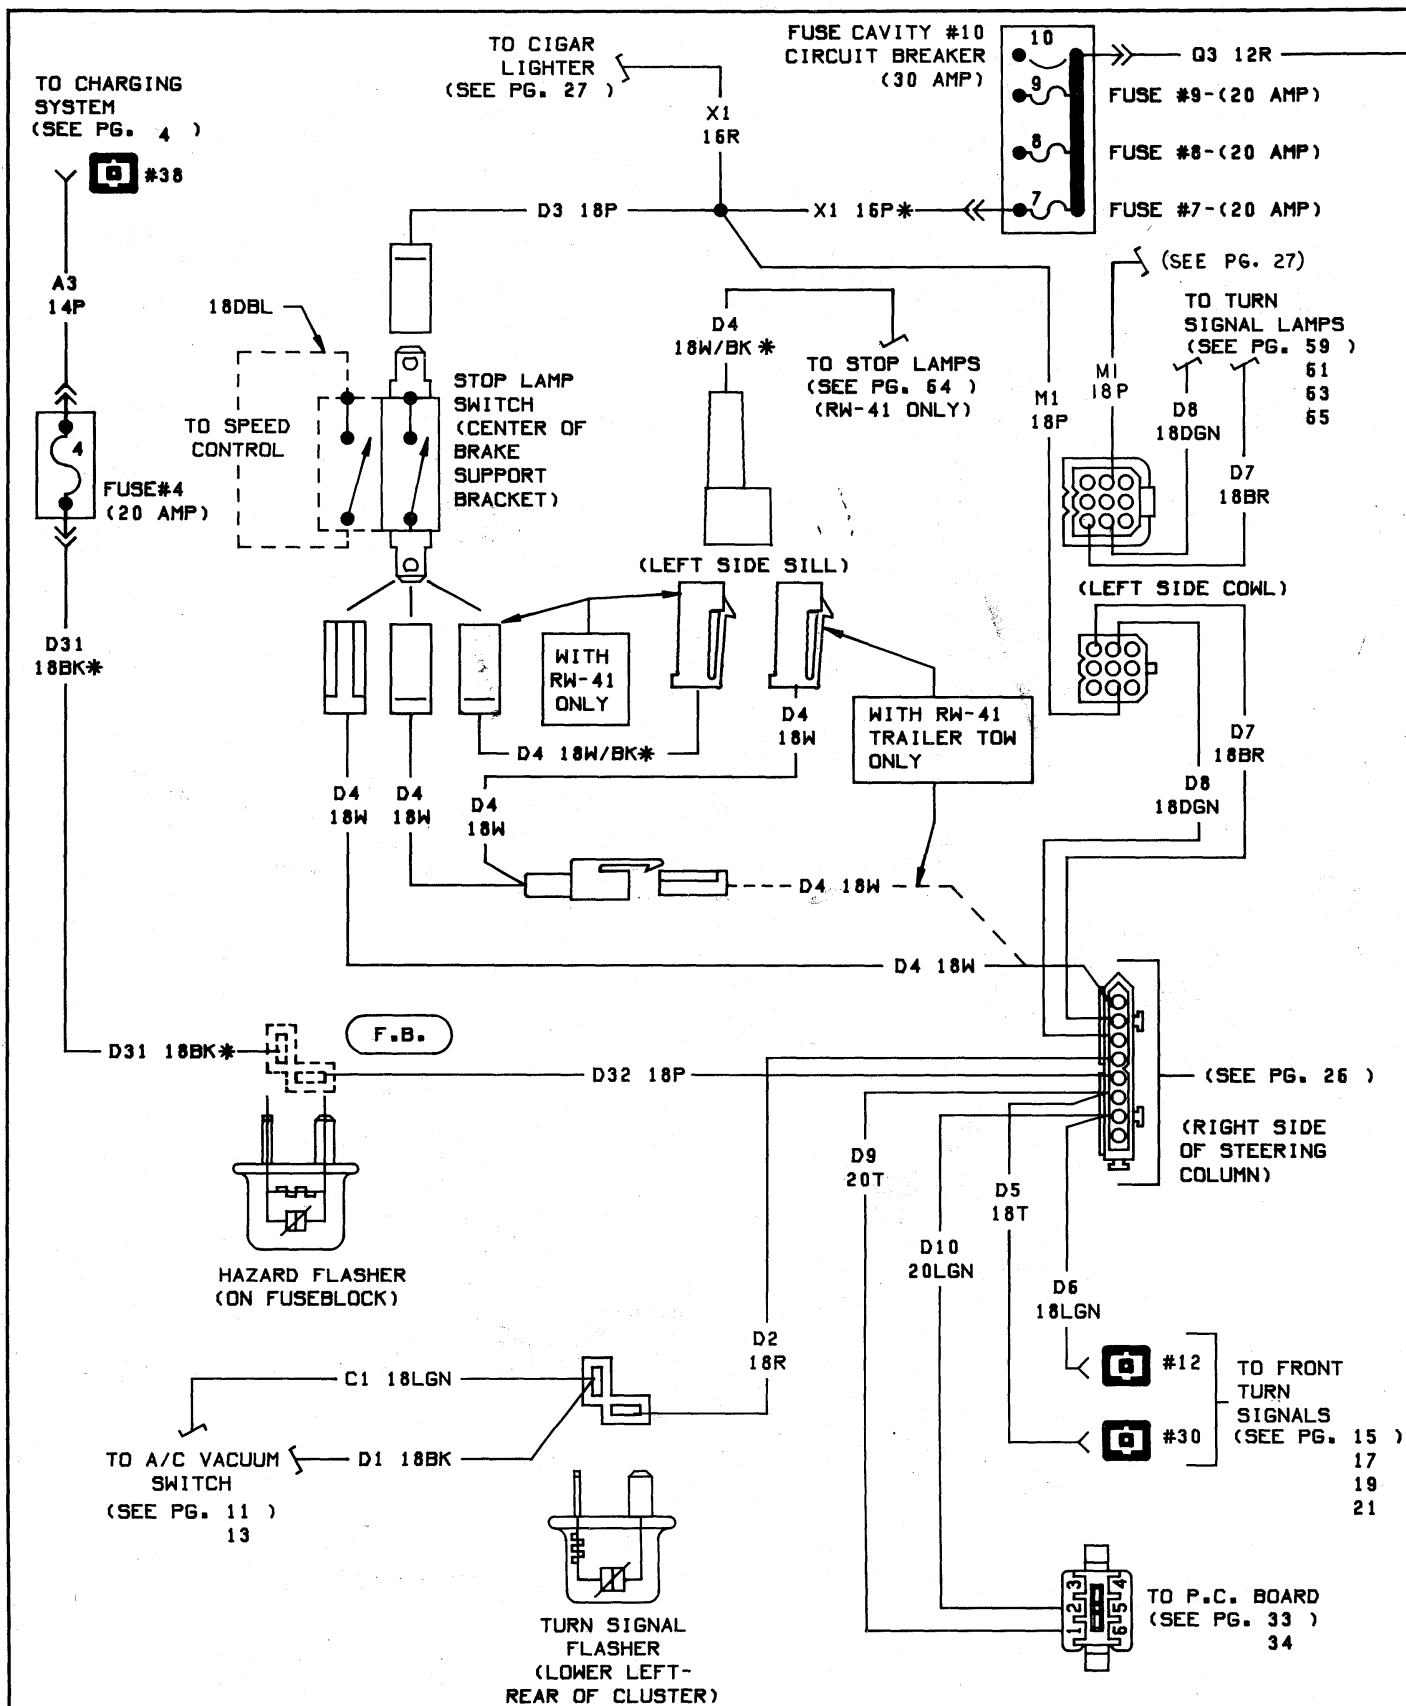 TO CIGAR
LIGHTER
(SEE PG. 27 )
FUSE CAVITY #10
CIRCUIT BREAKER
(30 AMP)
10
9
8
7
Q3 12R
FUSE #9-(20 AMP)
FUSE #8-(20 AMP)
FUSE #7-(20 AMP)
TO CHARGING
SYSTEM
(SEE PG. 4 )
#38
X1
16R
D3 18P
X1 16P*
A3
14P
18DBL
D4
18W/BK *
(SEE PG. 27)
TO TURN
SIGNAL LAMPS
(SEE PG. 59 )
61
63
65
TO STOP LAMPS
(SEE PG. 64 )
(RW-41 ONLY)
M1
18P
M1
18P
D8
18DGN
D7
18BR
STOP LAMP
SWITCH
(CENTER OF
BRAKE
SUPPORT
BRACKET)
TO SPEED
CONTROL
4
FUSE#4
(20 AMP)
(LEFT SIDE SILL)
(LEFT SIDE COWL)
D31
18BK*
WITH
RW-41
ONLY
D4
18W
WITH RW-41
TRAILER TOW
ONLY
D4 18W/BK*
D7
18BR
D8
18DGN
D4
18W
D4
18W
D4
18W
D4 18W
D4 18W
F.B.
D31 18BK*
D32 18P
(SEE PG. 26 )
(RIGHT SIDE
OF STEERING
COLUMN)
D9
20T
D5
18T
D10
20LGN
D6
18LGN
HAZARD FLASHER
(ON FUSEBLOCK)
D2
18R
C1 18LGN
#12
#30
TO FRONT
TURN
SIGNALS
(SEE PG. 15 )
17
19
21
TO A/C VACUUM
SWITCH
(SEE PG. 11 )
13
D1 18BK
3 4
2 5
1 6
TO P.C. BOARD
(SEE PG. 33 )
34
TURN SIGNAL
FLASHER
(LOWER LEFT-
REAR OF CLUSTER)